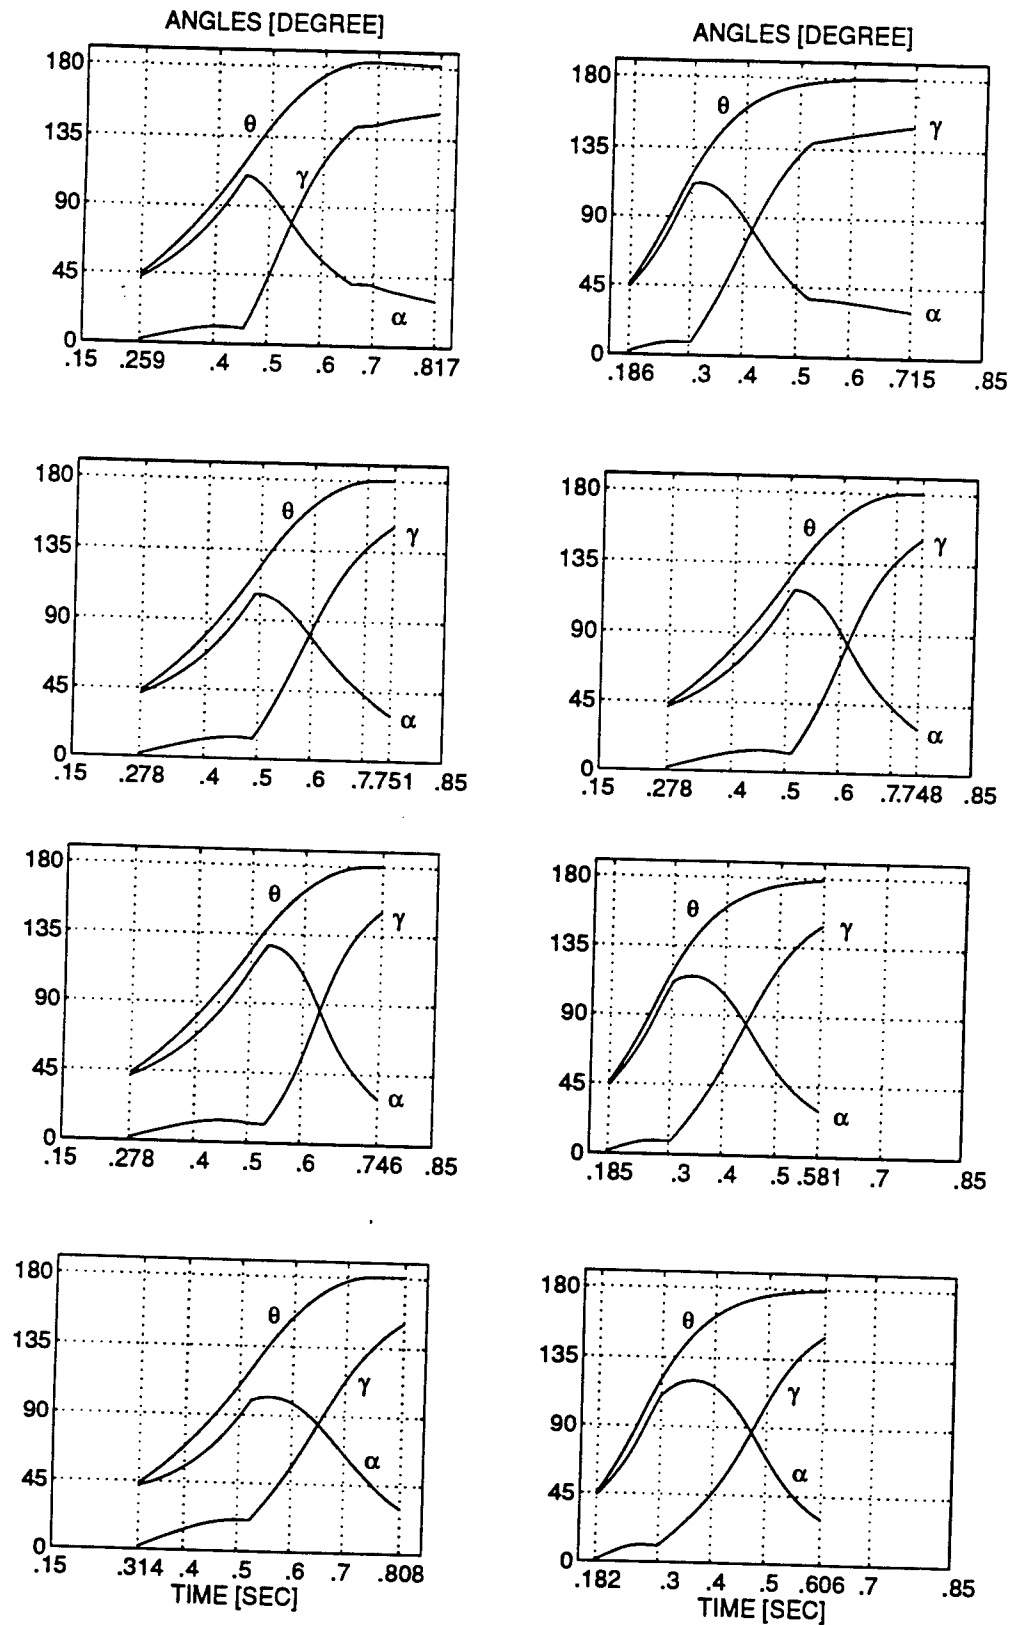 ANGLES [DEGREE]
180
135
90
45
0
θ
γ
α
.15 .259 .4 .6 .7 .817
ANGLES [DEGREE]
180
135
90
45
0
θ
γ
α
.186 .3 .4 .5 .6 .715 .85
180
135
90
45
0
θ
γ
α
.15 .278 .4 .5 .6 .7.751 .85
180
135
90
45
0
θ
γ
α
.15 .278 .4 .5 .6 .7.748 .85
180
135
90
45
0
θ
γ
α
.15 .278 .4 .5 .6 .746 .85
180
135
90
45
0
θ
γ
α
.185 .3 .4 .5 .581 .7 .85
180
135
90
45
0
θ
γ
α
.15 .314 .4 .5 .6 .7 .808
TIME [SEC]
180
135
90
45
0
θ
γ
α
.182 .3 .4 .5 .606 .7 .85
TIME [SEC]